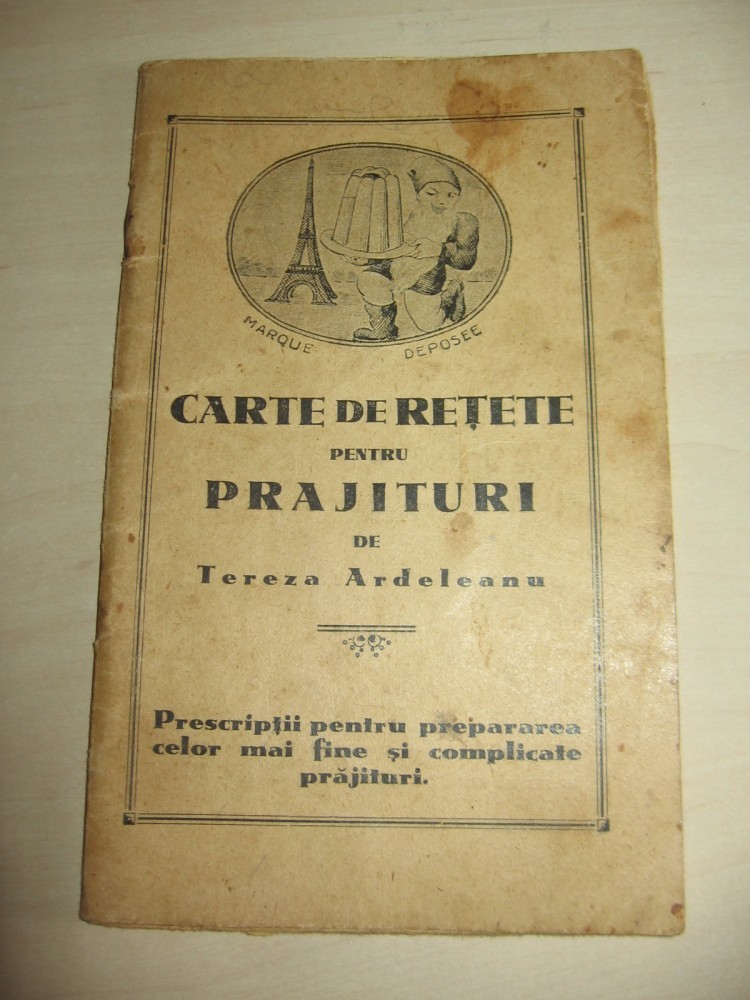 MARQUE DEPOSEE
CARTE DE REȚETE
PENTRU
PRAJITURI
DE
Tereza Ardeleanu
Prescripții pentru prepararea
celor mai fine și complicate
prăjituri.